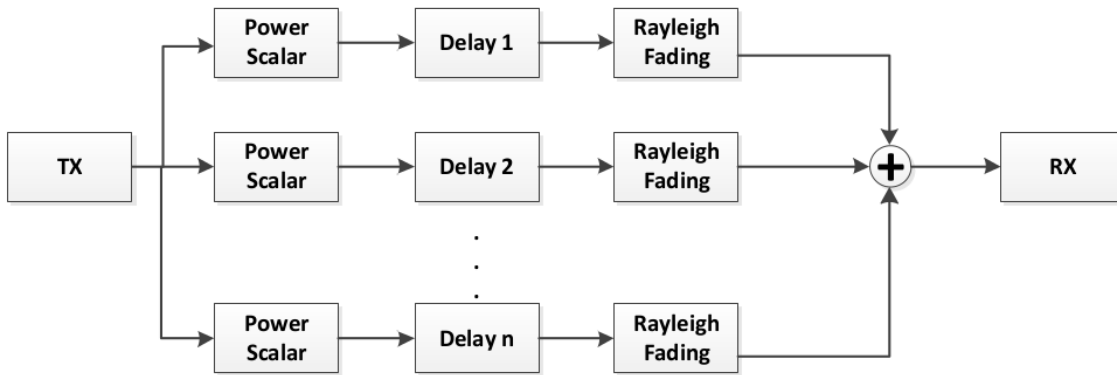 Power
Scalar
Delay 1
Rayleigh
Fading
TX
Power
Scalar
Delay 2
Rayleigh
Fading
+
RX
.
.
.
Power
Scalar
Delay n
Rayleigh
Fading